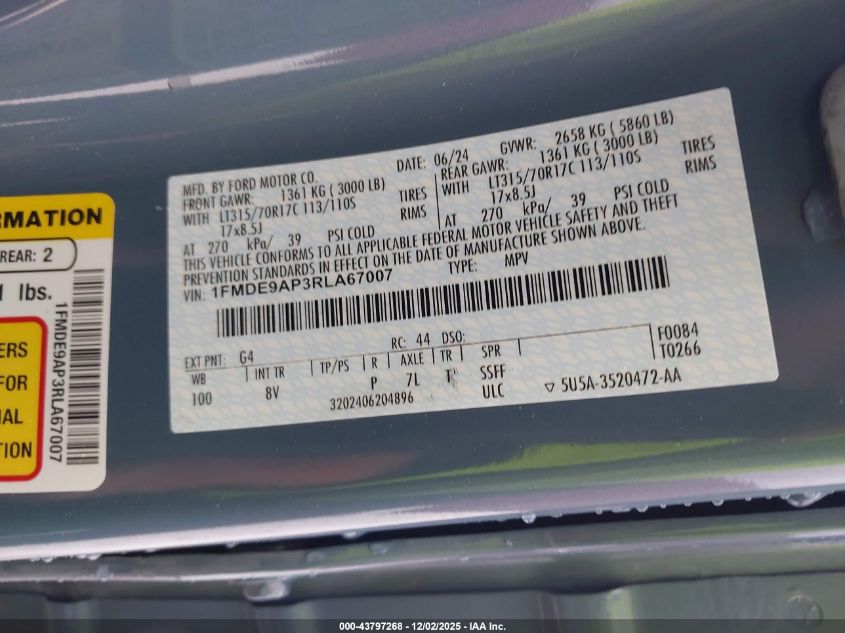 RMATION
REAR: 2
1 lbs.
ERS
FOR
IAL
TION
1FMDE9AP3RLA67007
MFD. BY FORD MOTOR CO.
DATE: 06/24 GVWR: 2658 KG ( 5860 LB)
FRONT GAWR: 1361 KG ( 3000 LB)
WITH LT315/70R17C 113/110S TIRES
17x8.5J RIMS
AT 270 kPa/ 39 PSI COLD
REAR GAWR: 1361 KG ( 3000 LB)
WITH LT315/70R17C 113/110S TIRES
17x8.5J RIMS
AT 270 kPa/ 39 PSI COLD
THIS VEHICLE CONFORMS TO ALL APPLICABLE FEDERAL MOTOR VEHICLE SAFETY AND THEFT
PREVENTION STANDARDS IN EFFECT ON THE DATE OF MANUFACTURE SHOWN ABOVE.
VIN: 1FMDE9AP3RLA67007 TYPE: MPV
EXT PNT: G4 RC: 44 DSO:
WB INT TR TP/PS R AXLE TR SPR
100 8V P 7L SSFF
3202406204896 ULC
F0084
T0266
5U5A-3520472-AA
000-43797268 - 12/02/2025 - IAA Inc.